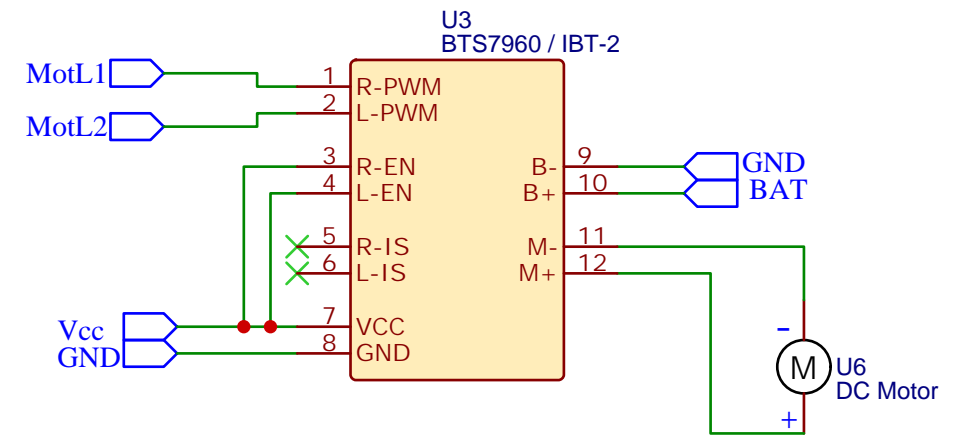 U3
BTS7960 / IBT-2
MotL1
1
R-PWM
MotL2
2
L-PWM
3
R-EN
B-
9
GND
4
L-EN
B+
10
BAT
5
R-IS
M-
11
6
L-IS
M+
12
Vcc
7
VCC
GND
8
GND
-
M
U6
DC Motor
+